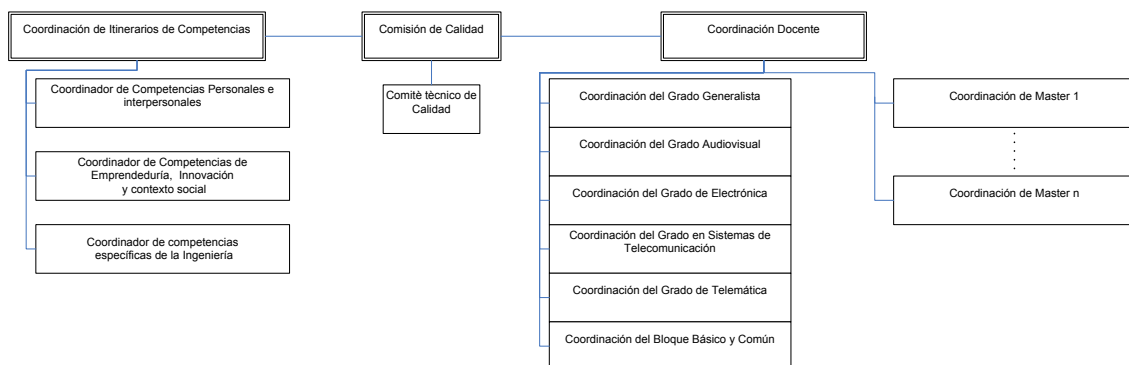 Coordinación de Itinerarios de Competencias
Comisión de Calidad
Coordinación Docente
Coordinador de Competencias Personales e
interpersonales
Coordinador de Competencias de
Emprendeduría, Innovación
y contexto social
Coordinador de competencias
específicas de la Ingeniería
Comitè tècnico de
Calidad
Coordinación del Grado Generalista
Coordinación del Grado Audiovisual
Coordinación del Grado de Electrónica
Coordinación del Grado en Sistemas de
Telecomunicación
Coordinación del Grado de Telemática
Coordinación del Bloque Básico y Común
Coordinación de Master 1
Coordinación de Master n